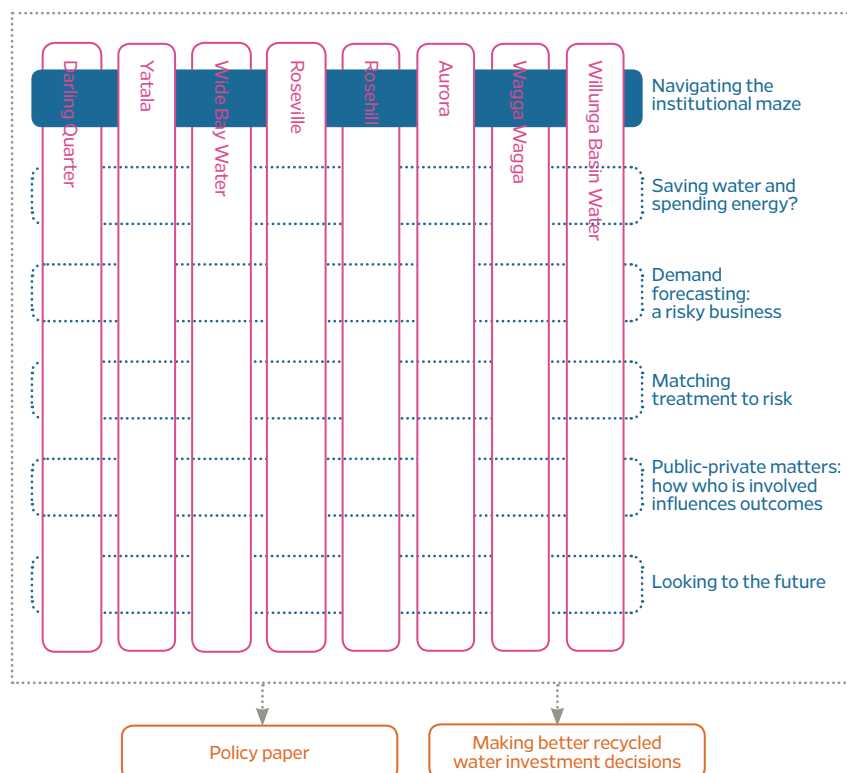 Darling Quarter
Yatala
Wide Bay Water
Roseville
Rosehill
Aurora
Wagga Wagga
Willunga Basin Water
Navigating the
institutional maze
Saving water and
spending energy?
Demand
forecasting:
a risky business
Matching
treatment to risk
Public-private matters:
how who is involved
influences outcomes
Looking to the future
Policy paper
Making better recycled
water investment decisions